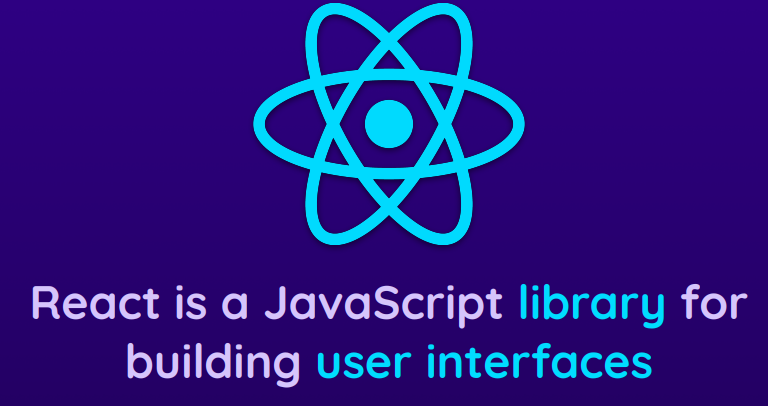 React is a JavaScript library for
building user interfaces